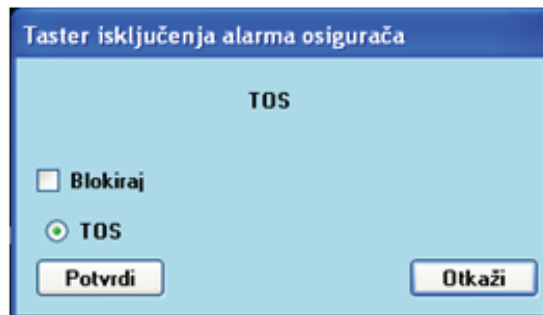 Taster isključenja alarma osigurača
TOS
Blokiraj
TOS
Potvrdi Otkaži